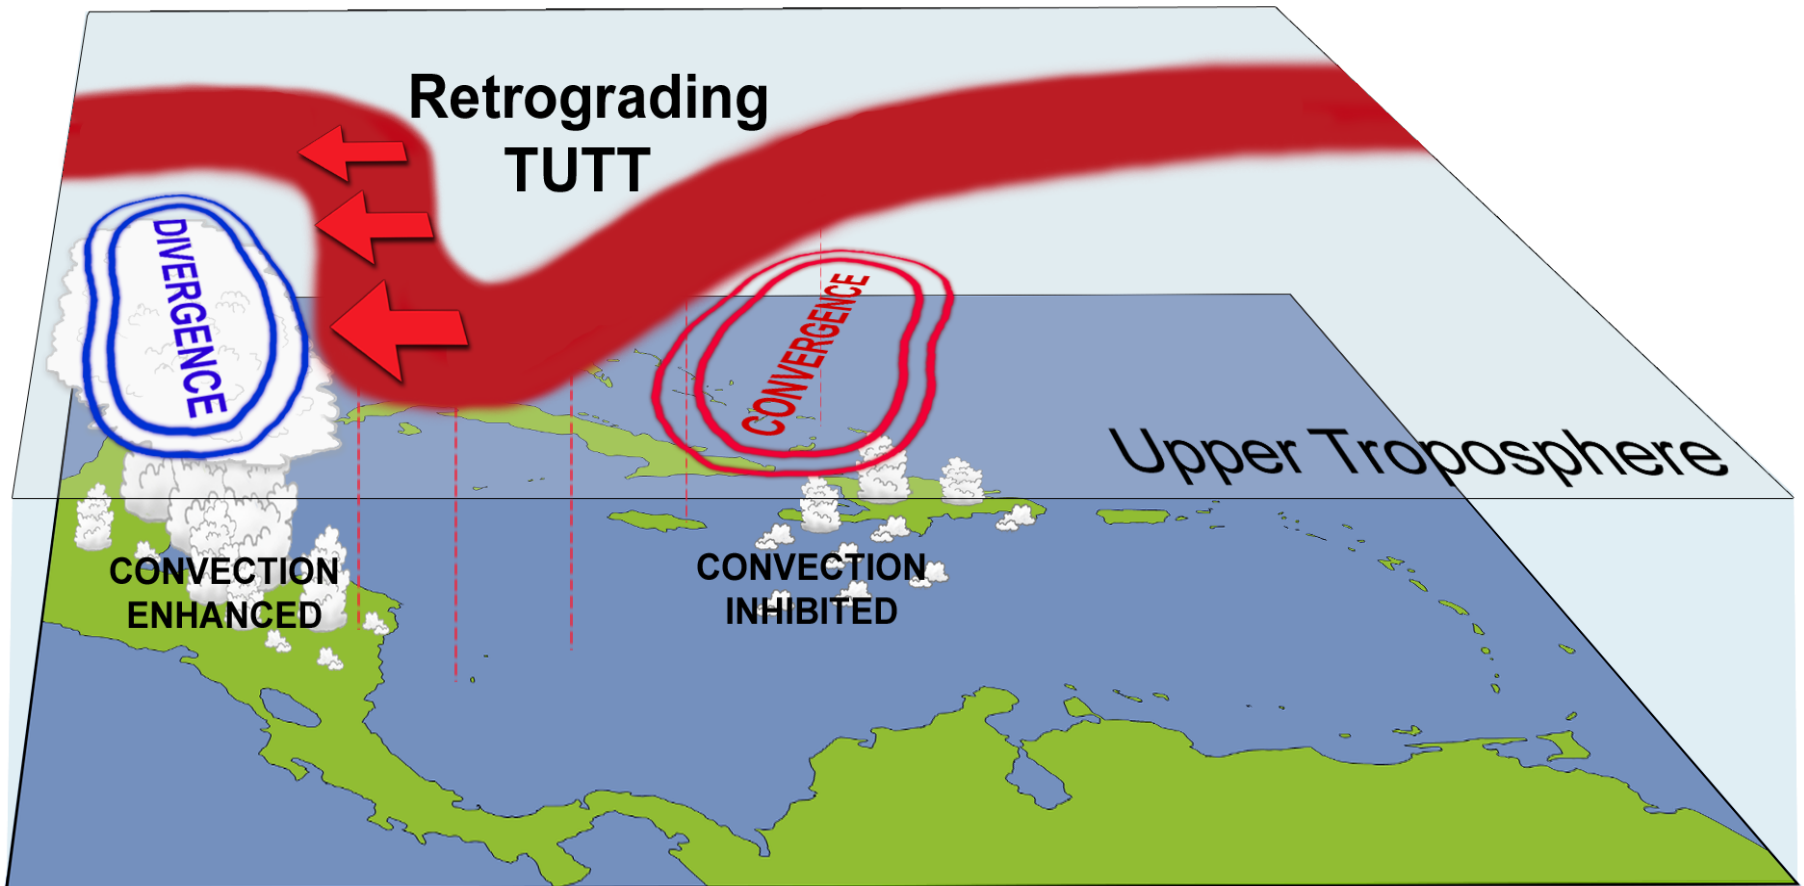 Retrograding
TUTT
DIVERGENCE
CONVERGENCE
Upper Troposphere
CONVECTION
ENHANCED
CONVECTION
INHIBITED